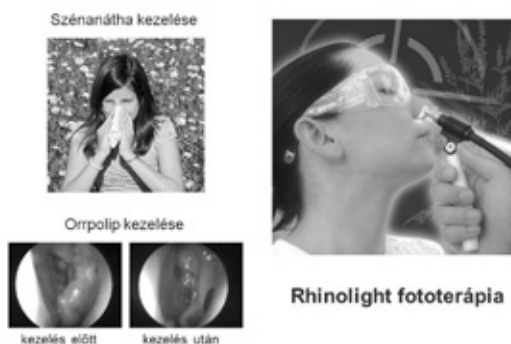 Szénanátha kezelése
Orrpolip kezelése
kezelés előtt
kezelés után
Rhinolight fototerápia